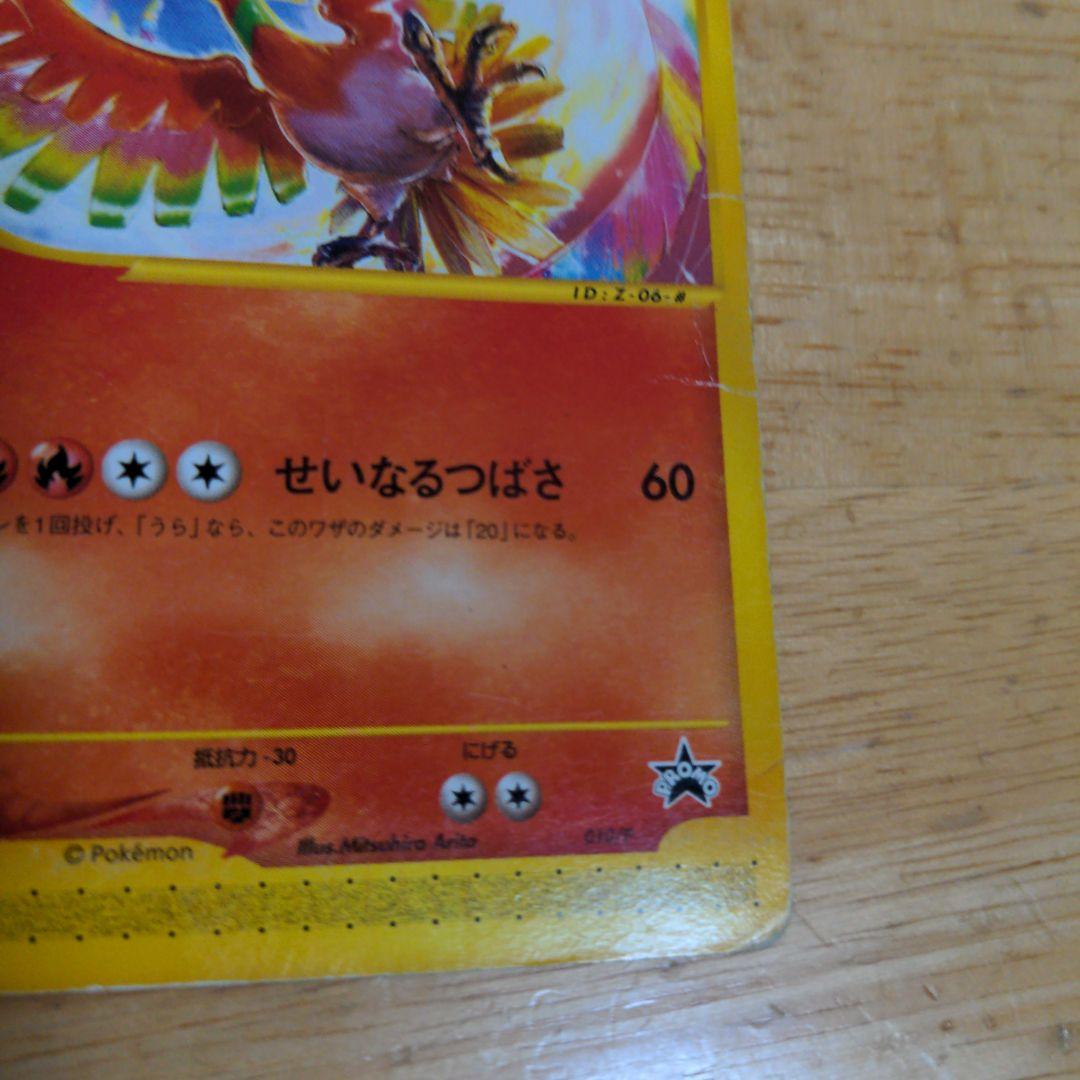 ID:Z-06-#
せいなるつばさ 60
ンを1回投げ、「うら」なら、このワザのダメージは「20」になる。
抵抗力 -30 にげる
PROMO
Illus.Mitsuhiro Arita
© Pokémon